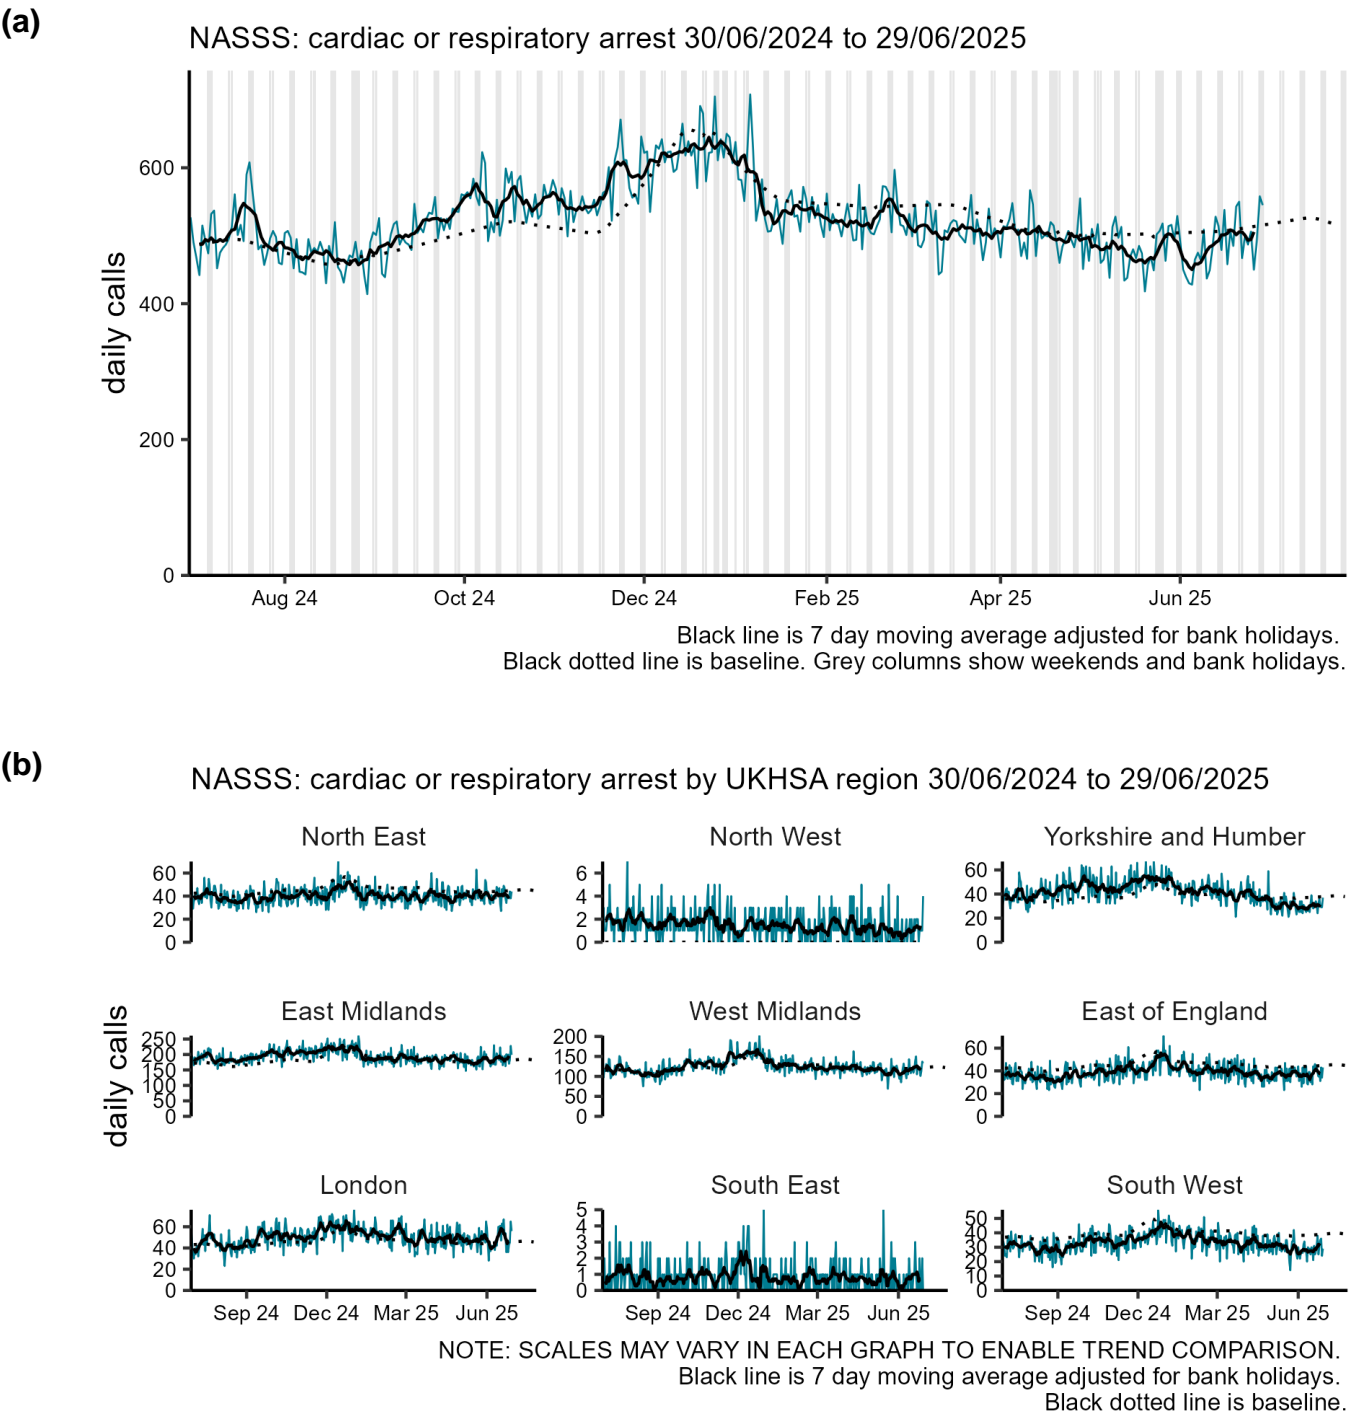 (a)
NASSS: cardiac or respiratory arrest 30/06/2024 to 29/06/2025
daily calls
600
400
200
0
Aug 24 Oct 24 Dec 24 Feb 25 Apr 25 Jun 25
Black line is 7 day moving average adjusted for bank holidays.
Black dotted line is baseline. Grey columns show weekends and bank holidays.
(b)
NASSS: cardiac or respiratory arrest by UKHSA region 30/06/2024 to 29/06/2025
daily calls
North East North West Yorkshire and Humber
60 6 60
40 4 40
20 2 20
0 0 0
East Midlands West Midlands East of England
250 200 60
200 150 40
150 100 20
100 50 0
50 0
0
London South East South West
60 5 50
40 4 40
20 3 30
0 2 20
1 10
0 0
Sep 24 Dec 24 Mar 25 Jun 25 Sep 24 Dec 24 Mar 25 Jun 25 Sep 24 Dec 24 Mar 25 Jun 25
NOTE: SCALES MAY VARY IN EACH GRAPH TO ENABLE TREND COMPARISON.
Black line is 7 day moving average adjusted for bank holidays.
Black dotted line is baseline.